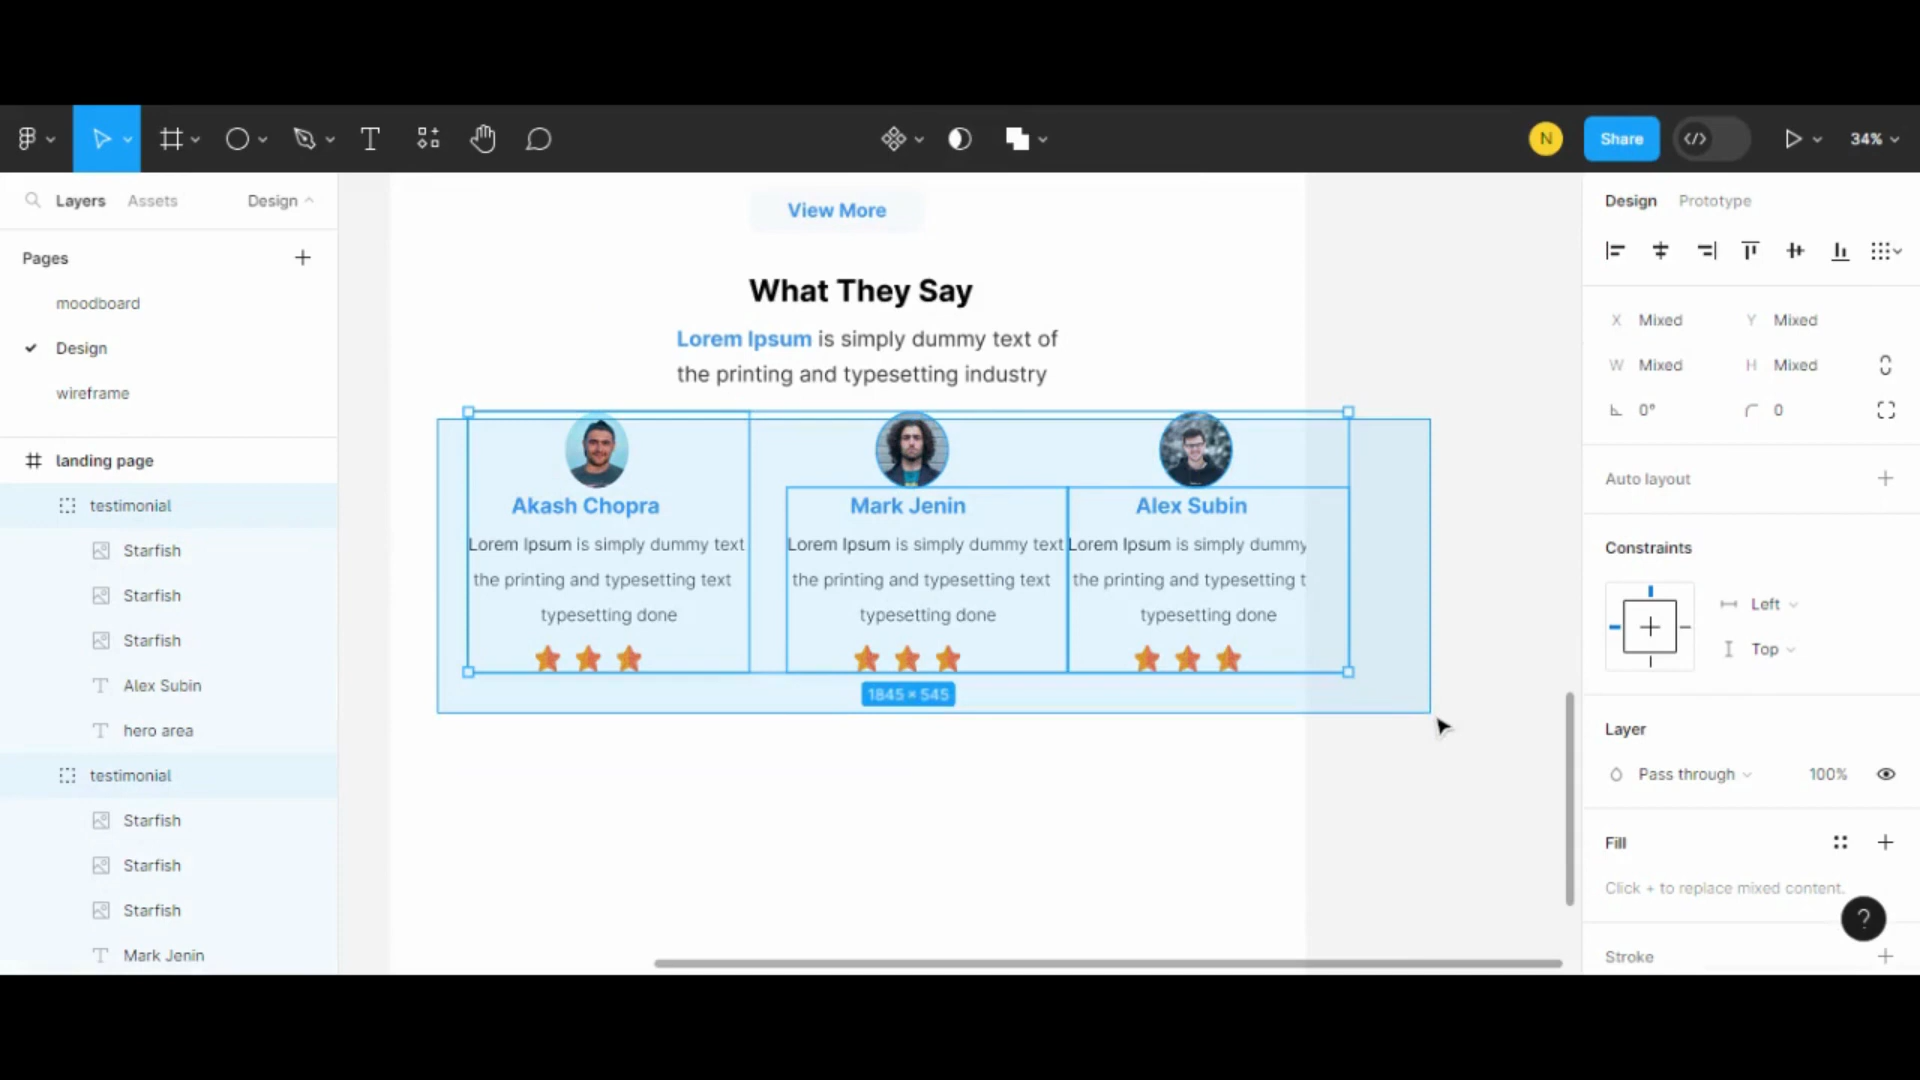 N
Share
34%
Layers
Assets
Design
Pages
moodboard
Design
wireframe
landing page
testimonial
Starfish
Starfish
Starfish
Alex Subin
hero area
testimonial
Starfish
Starfish
Starfish
Mark Jenin
View More
What They Say
Lorem Ipsum is simply dummy text of
the printing and typesetting industry
Akash Chopra
Lorem Ipsum is simply dummy text
the printing and typesetting text
typesetting done
Mark Jenin
Lorem Ipsum is simply dummy text
the printing and typesetting text
typesetting done
Alex Subin
Lorem Ipsum is simply dummy
the printing and typesetting t
typesetting done
1845 × 545
Design
Prototype
X Mixed
Y Mixed
W Mixed
H Mixed
0°
0
Auto layout
Constraints
Left
Top
Layer
Pass through
100%
Fill
Click + to replace mixed content.
?
Stroke